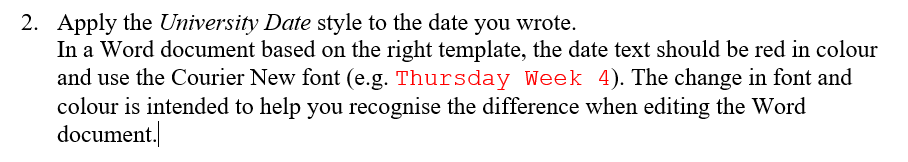 2. Apply the University Date style to the date you wrote.
In a Word document based on the right template, the date text should be red in colour
and use the Courier New font (e.g. Thursday Week 4). The change in font and
colour is intended to help you recognise the difference when editing the Word
document.